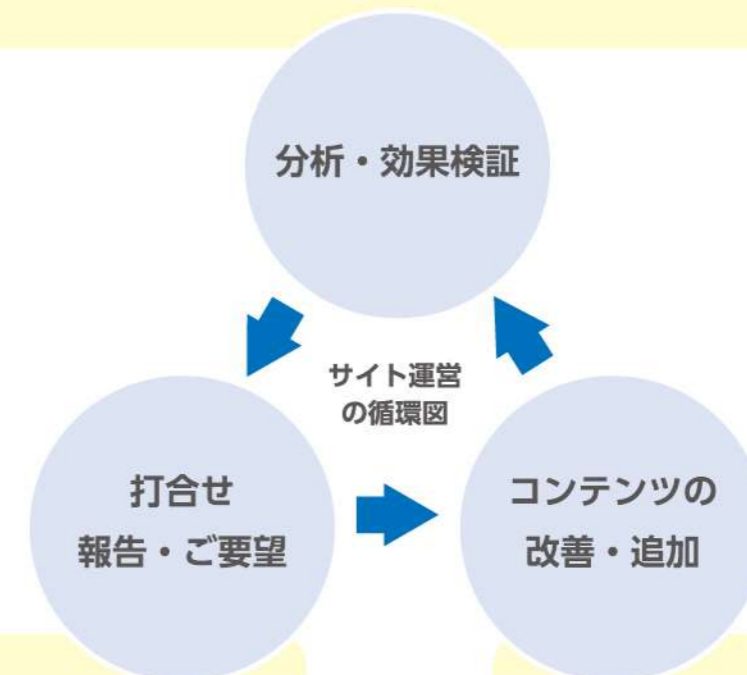 分析・効果検証
サイト運営
の循環図
打合せ
報告・ご要望
コンテンツの
改善・追加